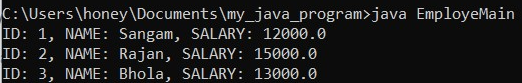 C:\Users\honey\Documents\my_java_program>java EmployeMain
ID: 1, NAME: Sangam, SALARY: 12000.0
ID: 2, NAME: Rajan, SALARY: 15000.0
ID: 3, NAME: Bhola, SALARY: 13000.0